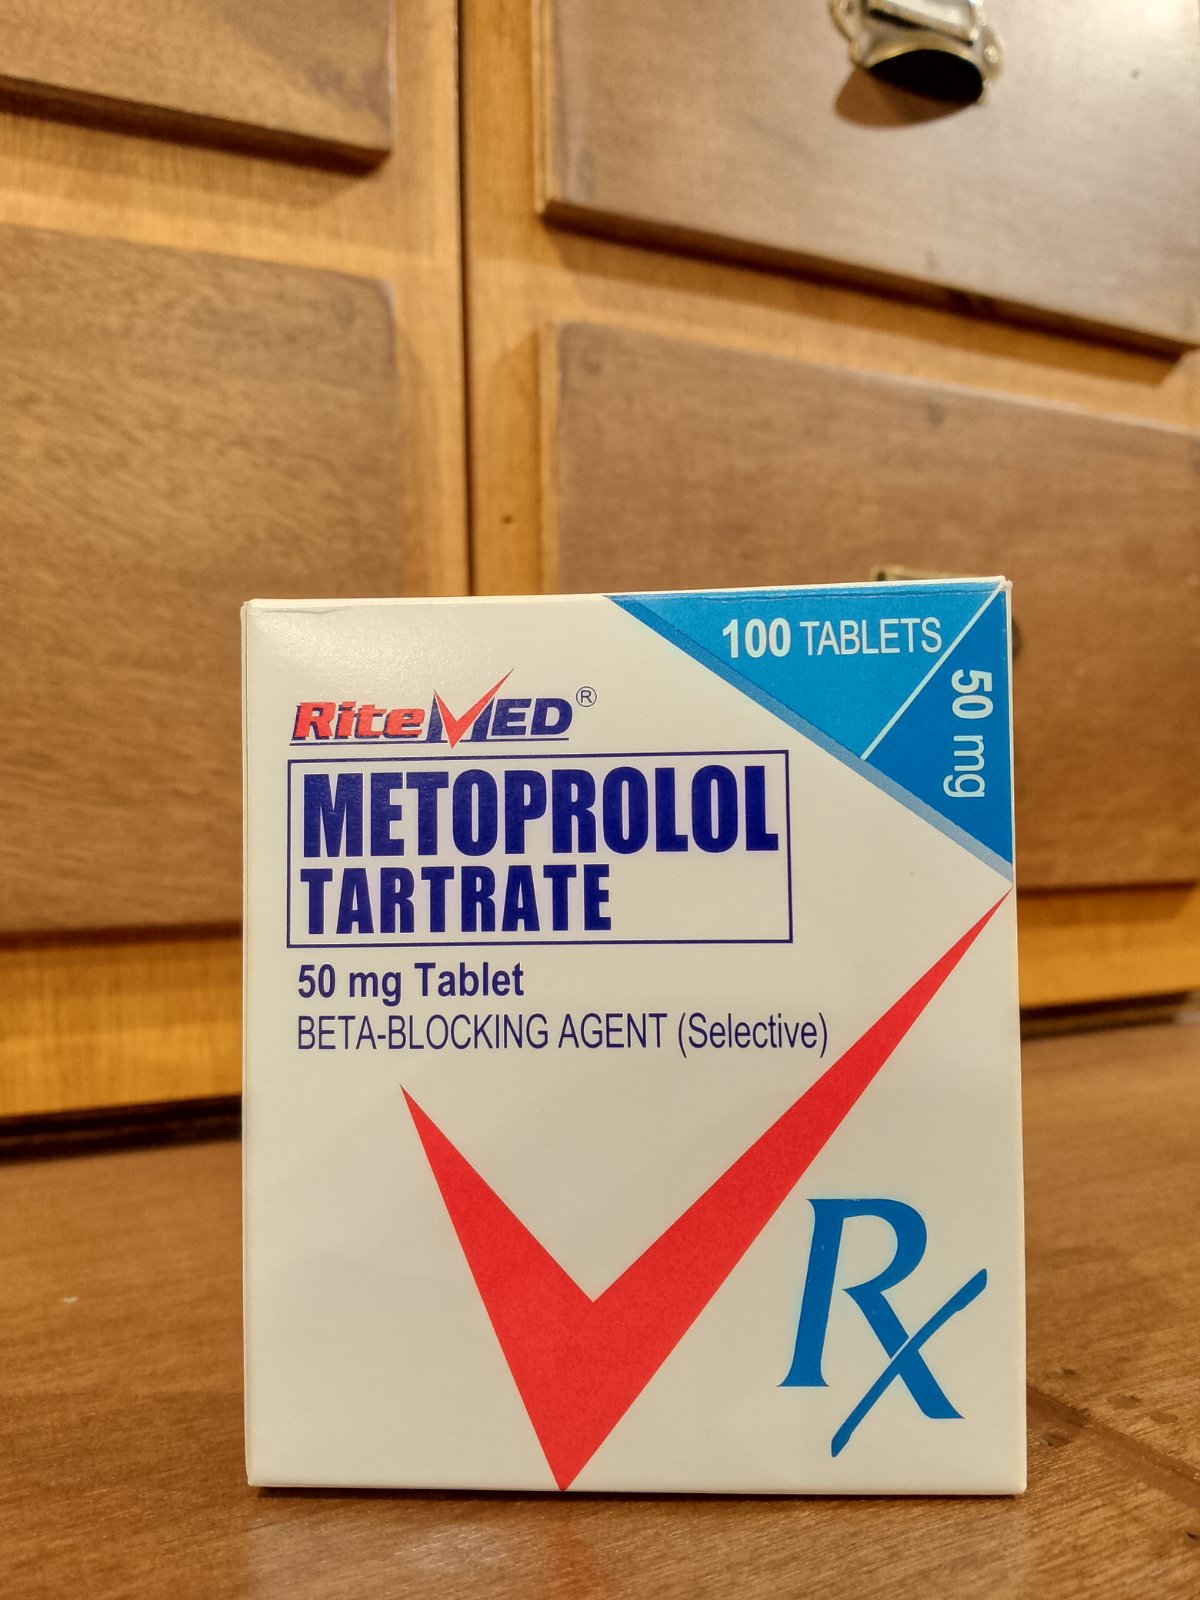 100 TABLETS
50 mg
RiteMED®
METOPROLOL
TARTRATE
50 mg Tablet
BETA-BLOCKING AGENT (Selective)
Rx